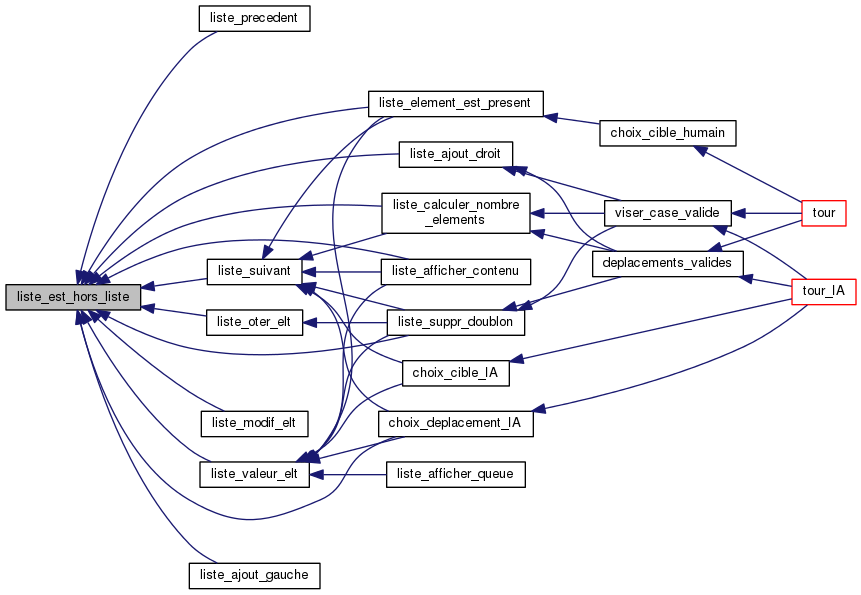 liste_precedent
liste_element_est_present
choix_cible_humain
liste_ajout_droit
liste_calculer_nombre
_elements
viser_case_valide
tour
liste_suivant
liste_afficher_contenu
deplacements_valides
liste_est_hors_liste
tour_IA
liste_oter_elt
liste_suppr_doublon
choix_cible_IA
liste_modif_elt
choix_deplacement_IA
liste_valeur_elt
liste_afficher_queue
liste_ajout_gauche